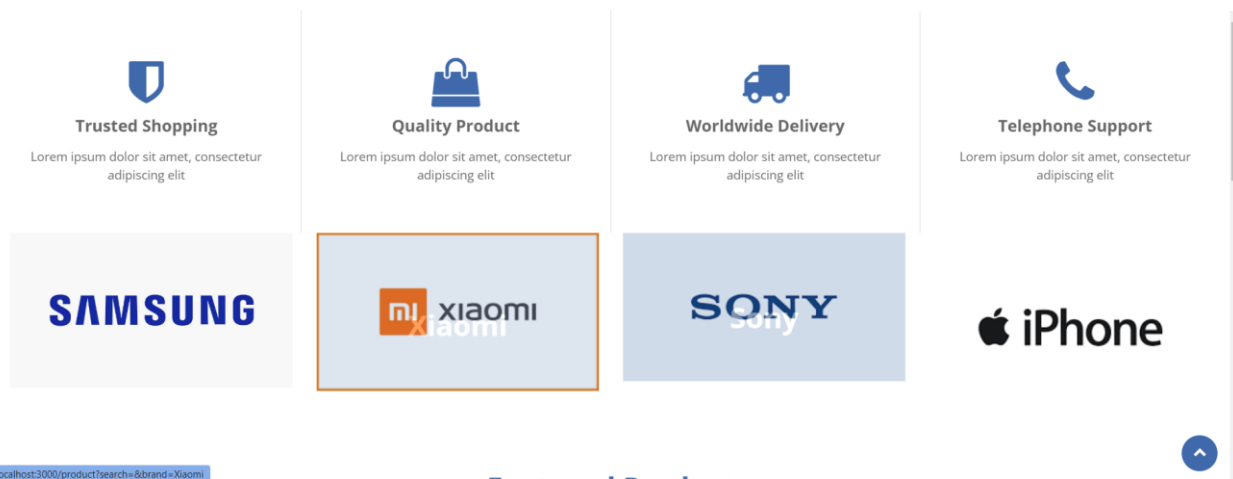 Trusted Shopping
Lorem ipsum dolor sit amet, consectetur
adipiscing elit
Quality Product
Lorem ipsum dolor sit amet, consectetur
adipiscing elit
Worldwide Delivery
Lorem ipsum dolor sit amet, consectetur
adipiscing elit
Telephone Support
Lorem ipsum dolor sit amet, consectetur
adipiscing elit
SAMSUNG
mi xiaomi
Xiaomi
SONY
Sony
iPhone
ocalhost:3000/product?search=&brand=Xiaomi